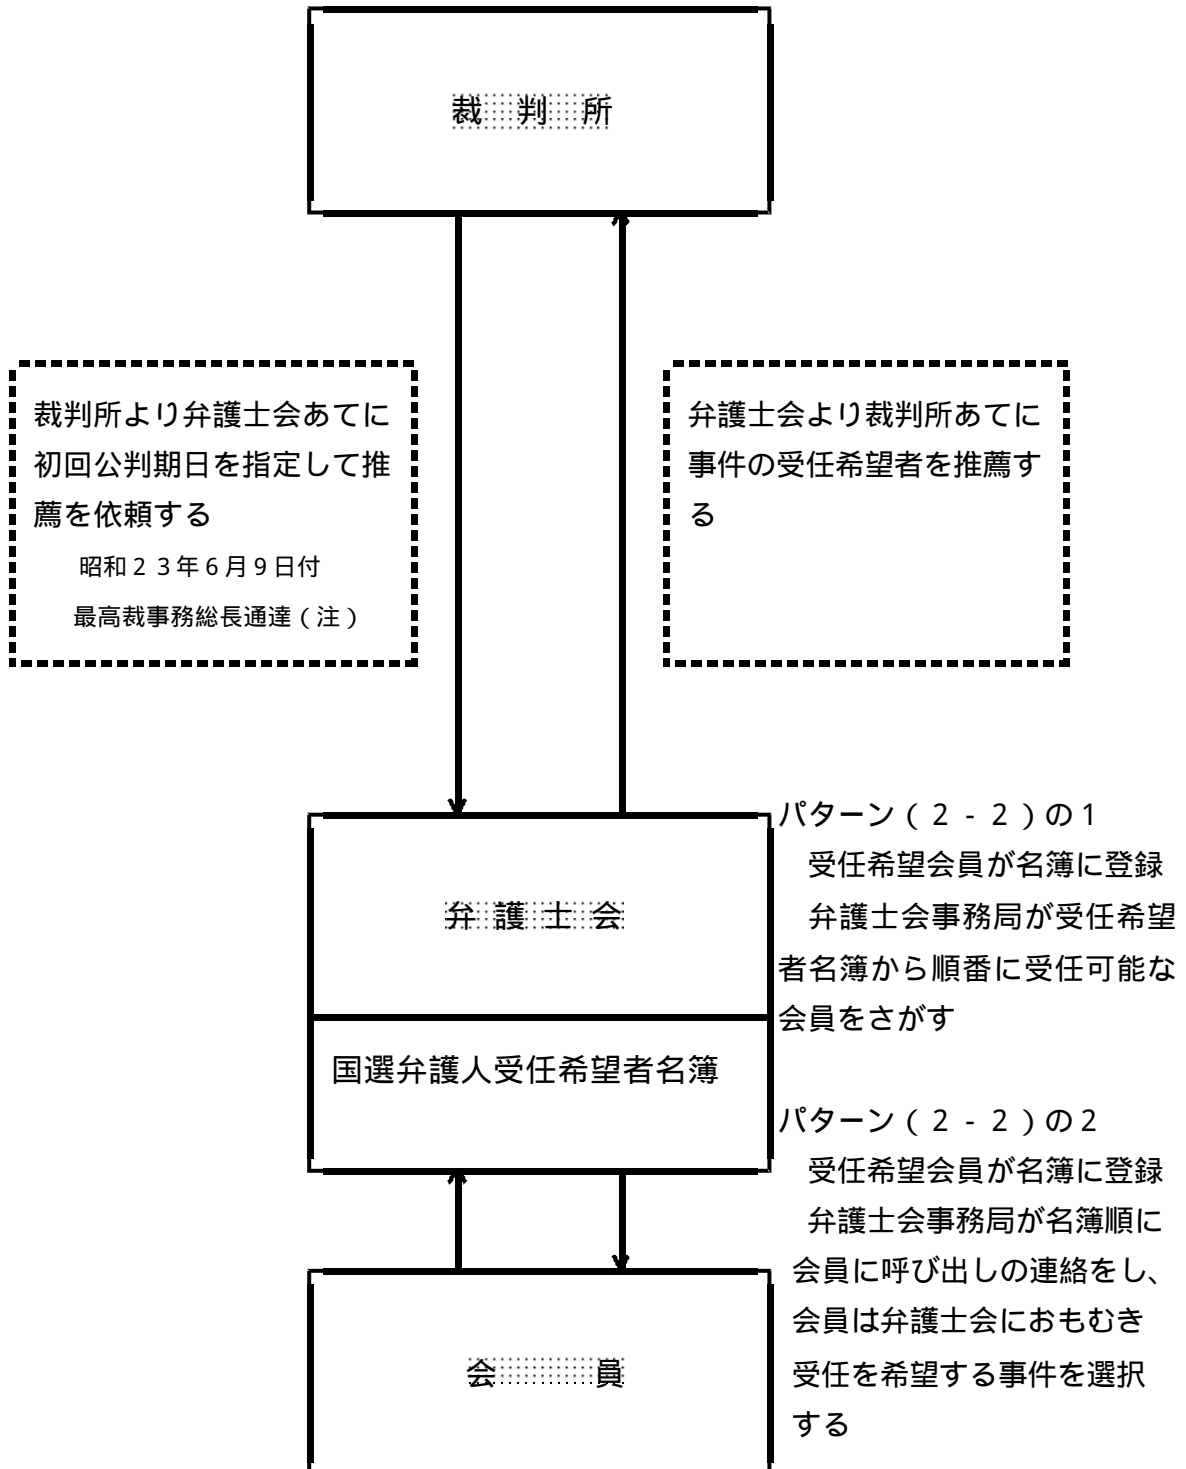 裁 判 所
裁判所より弁護士会あてに
初回公判期日を指定して推
薦を依頼する
昭和２３年６月９日付
最高裁事務総長通達（注）
弁護士会より裁判所あてに
事件の受任希望者を推薦す
る
弁 護 士 会
国選弁護人受任希望者名簿
パターン（２-２）の１
受任希望会員が名簿に登録
弁護士会事務局が受任希望
者名簿から順番に受任可能な
会員をさがす
パターン（２-２）の２
受任希望会員が名簿に登録
弁護士会事務局が名簿順に
会員に呼び出しの連絡をし、
会員は弁護士会におもむき
受任を希望する事件を選択
する
会 員